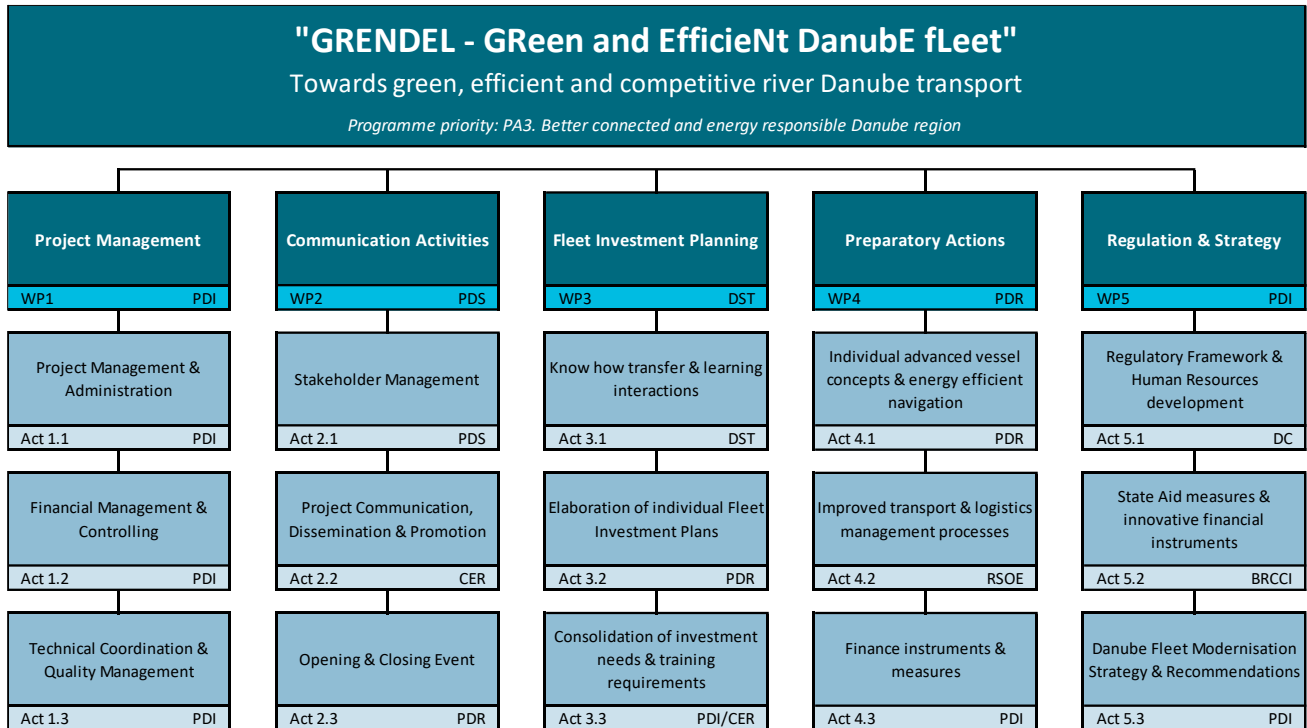 "GRENDEL - GReen and EfficieNt DanubE fLeet"
Towards green, efficient and competitive river Danube transport
Programme priority: PA3. Better connected and energy responsible Danube region
Project Management
WP1 PDI
Project Management &
Administration
Act 1.1 PDI
Financial Management &
Controlling
Act 1.2 PDI
Technical Coordination &
Quality Management
Act 1.3 PDI
Communication Activities
WP2 PDS
Stakeholder Management
Act 2.1 PDS
Project Communication,
Dissemination & Promotion
Act 2.2 CER
Opening & Closing Event
Act 2.3 PDR
Fleet Investment Planning
WP3 DST
Know how transfer & learning
interactions
Act 3.1 DST
Elaboration of individual Fleet
Investment Plans
Act 3.2 PDR
Consolidation of investment
needs & training
requirements
Act 3.3 PDI/CER
Preparatory Actions
WP4 PDR
Individual advanced vessel
concepts & energy efficient
navigation
Act 4.1 PDR
Improved transport & logistics
management processes
Act 4.2 RSOE
Finance instruments &
measures
Act 4.3 PDI
Regulation & Strategy
WP5 PDI
Regulatory Framework &
Human Resources
development
Act 5.1 DC
State Aid measures &
innovative financial
instruments
Act 5.2 BRCCI
Danube Fleet Modernisation
Strategy & Recommendations
Act 5.3 PDI